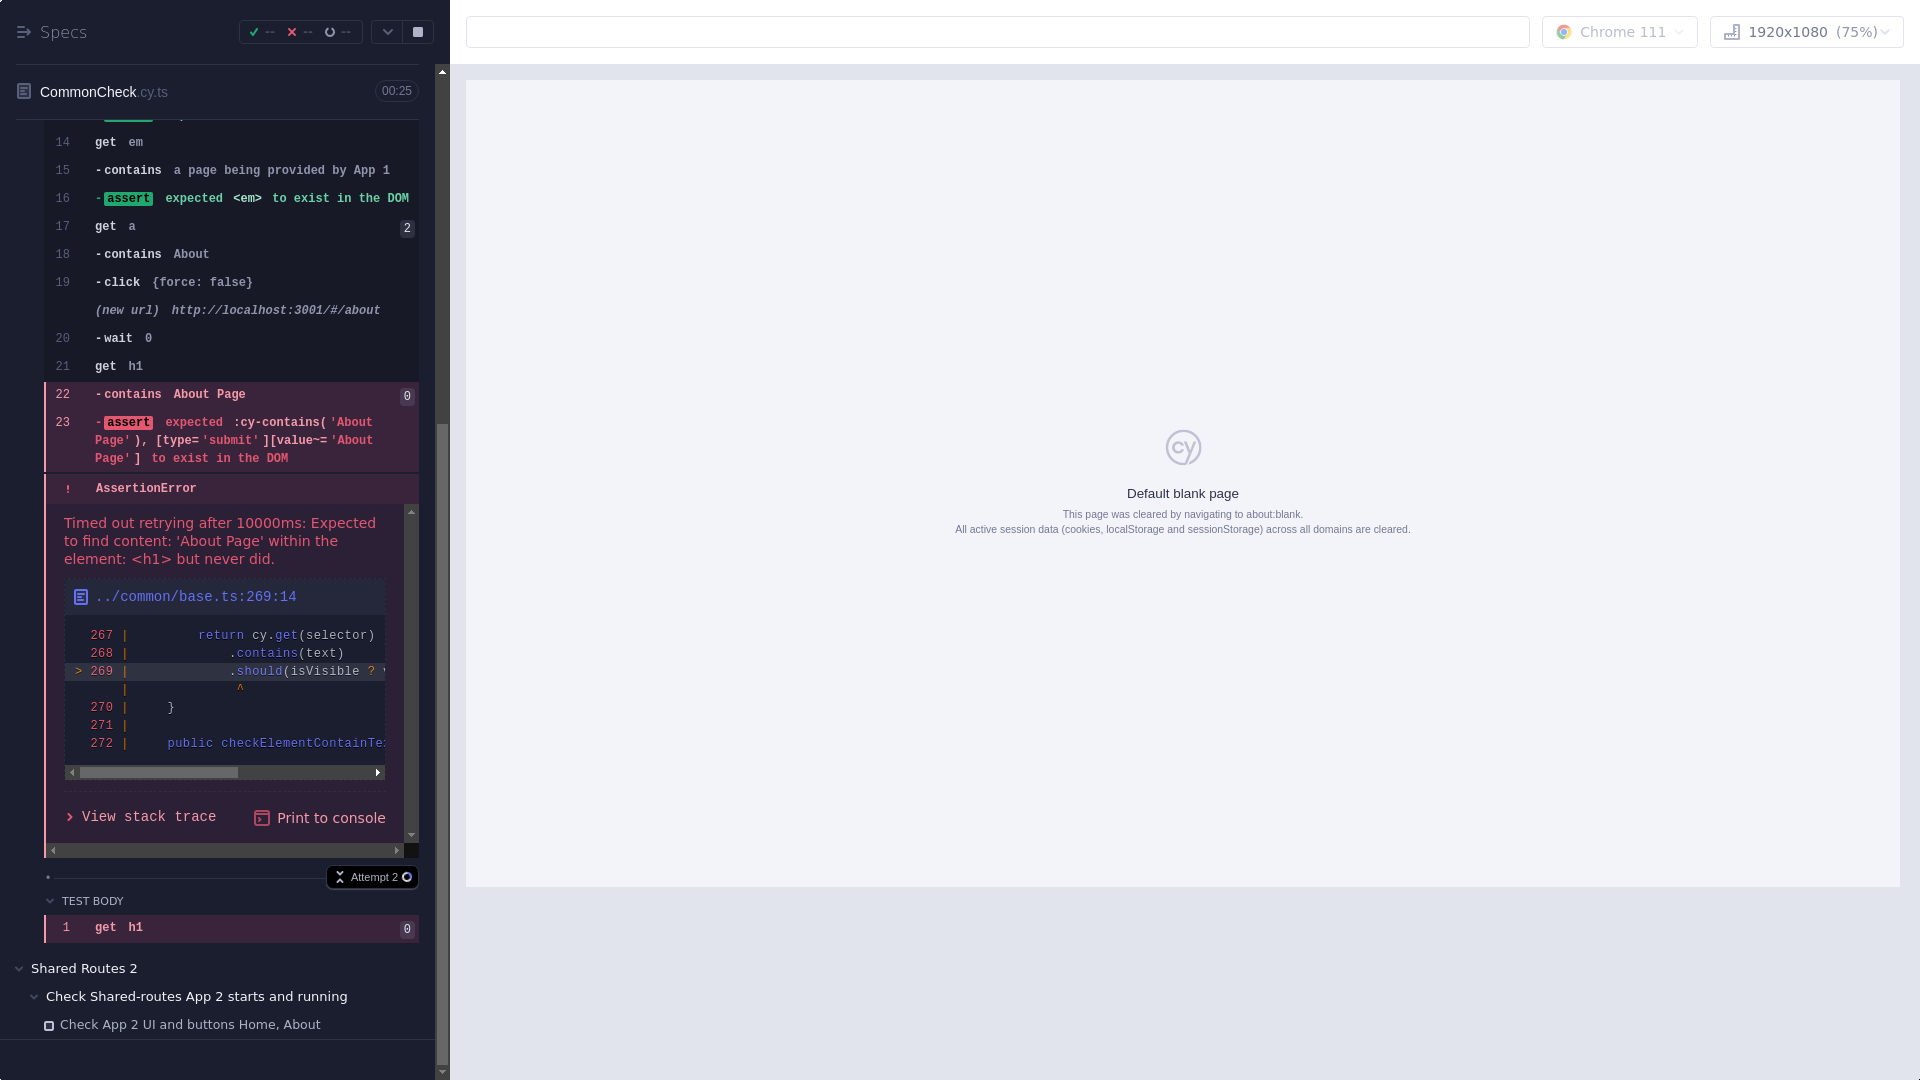 Specs
-- -- --
Chrome 111
1920x1080 (75%)
CommonCheck.cy.ts
00:25
14 get em
15 -contains a page being provided by App 1
16 -assert expected <em> to exist in the DOM
17 get a 2
18 -contains About
19 -click {force: false}
(new url) http://localhost:3001/#/about
20 -wait 0
21 get h1
22 -contains About Page 0
23 -assert expected :cy-contains('About
Page'), [type='submit'][value~='About
Page'] to exist in the DOM
! AssertionError
Timed out retrying after 10000ms: Expected
to find content: 'About Page' within the
element: <h1> but never did.
../common/base.ts:269:14
267 | return cy.get(selector)
268 | .contains(text)
> 269 | .should(isVisible ?
| ^
270 | }
271 |
272 | public checkElementContainTe
View stack trace
Print to console
Attempt 2
TEST BODY
1 get h1 0
Shared Routes 2
Check Shared-routes App 2 starts and running
Check App 2 UI and buttons Home, About
cy
Default blank page
This page was cleared by navigating to about:blank.
All active session data (cookies, localStorage and sessionStorage) across all domains are cleared.